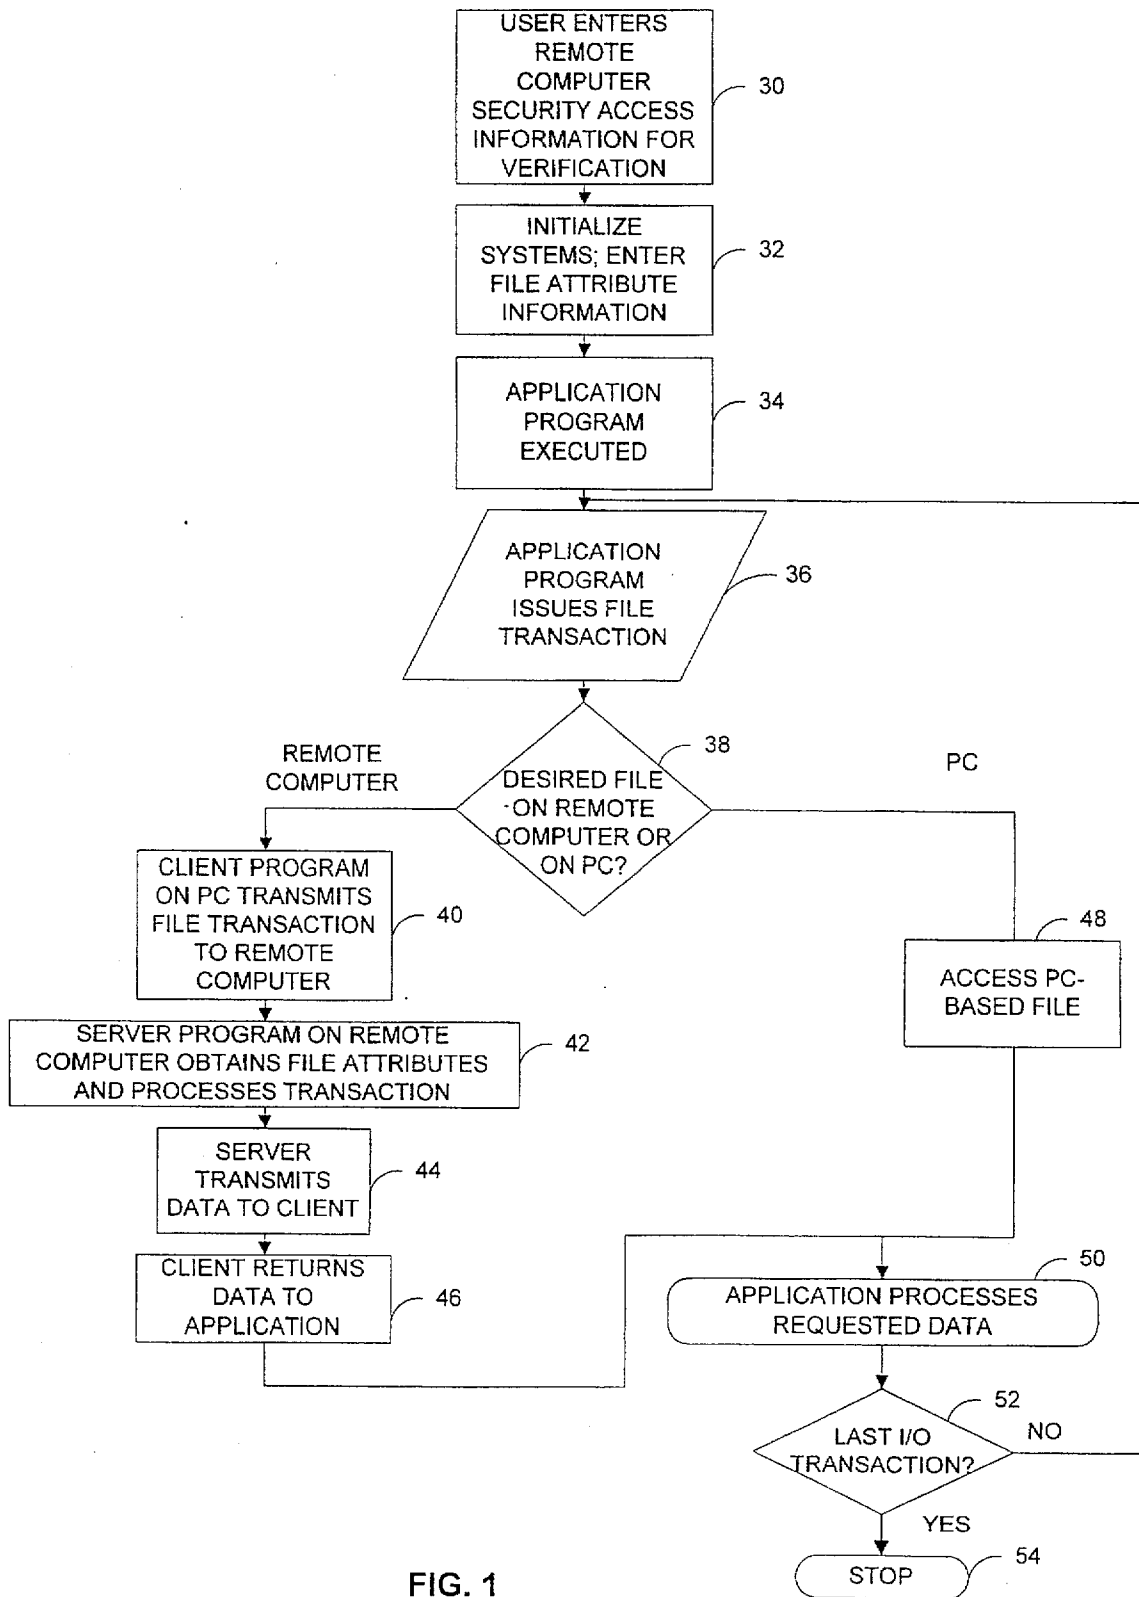 USER ENTERS
REMOTE
COMPUTER
SECURITY ACCESS
INFORMATION FOR
VERIFICATION
30
INITIALIZE
SYSTEMS; ENTER
FILE ATTRIBUTE
INFORMATION
32
APPLICATION
PROGRAM
EXECUTED
34
APPLICATION
PROGRAM
ISSUES FILE
TRANSACTION
36
DESIRED FILE
ON REMOTE
COMPUTER OR
ON PC?
38
REMOTE
COMPUTER
PC
CLIENT PROGRAM
ON PC TRANSMITS
FILE TRANSACTION
TO REMOTE
COMPUTER
40
SERVER PROGRAM ON REMOTE
COMPUTER OBTAINS FILE ATTRIBUTES
AND PROCESSES TRANSACTION
42
SERVER
TRANSMITS
DATA TO CLIENT
44
CLIENT RETURNS
DATA TO
APPLICATION
46
ACCESS PC-
BASED FILE
48
APPLICATION PROCESSES
REQUESTED DATA
50
LAST I/O
TRANSACTION?
52
NO
YES
STOP
54
FIG. 1